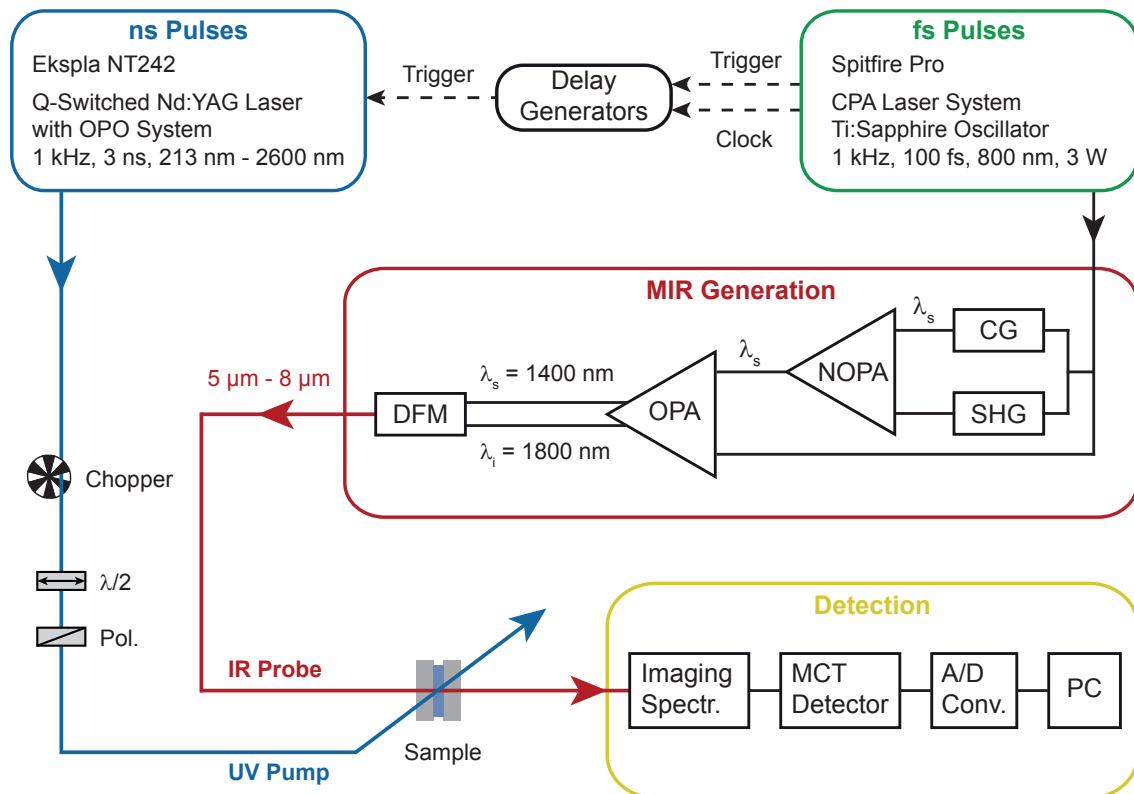 ns Pulses
Ekspla NT242
Q-Switched Nd:YAG Laser
with OPO System
1 kHz, 3 ns, 213 nm - 2600 nm
Trigger
Delay
Generators
Trigger
Clock
fs Pulses
Spitfire Pro
CPA Laser System
Ti:Sapphire Oscillator
1 kHz, 100 fs, 800 nm, 3 W
MIR Generation
λs
CG
λs
NOPA
SHG
OPA
λs = 1400 nm
λi = 1800 nm
DFM
5 µm - 8 µm
Chopper
λ/2
Pol.
IR Probe
UV Pump
Sample
Detection
Imaging
Spectr.
MCT
Detector
A/D
Conv.
PC